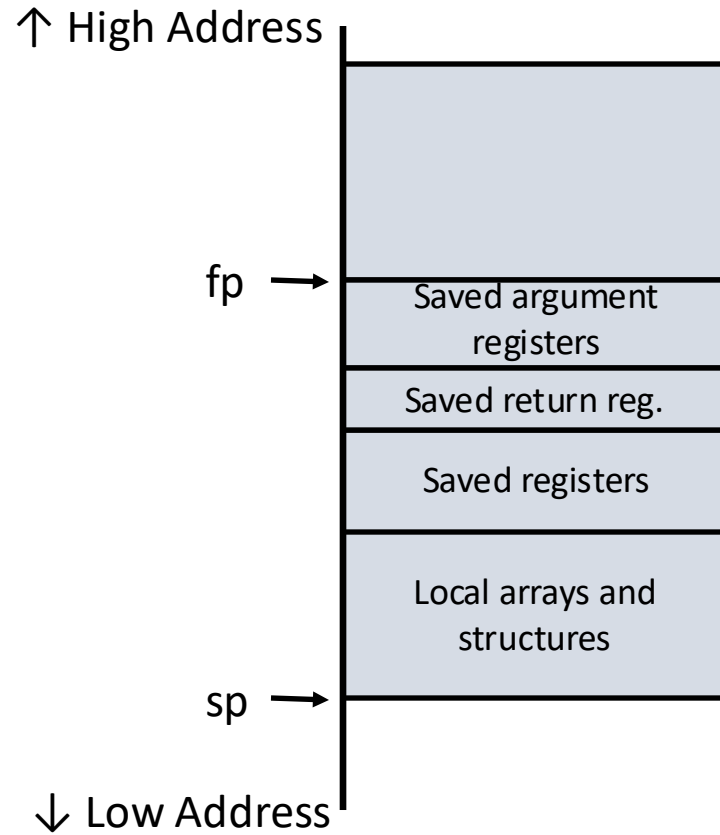 ↑ High Address
fp
Saved argument
registers
Saved return reg.
Saved registers
Local arrays and
structures
sp
↓ Low Address